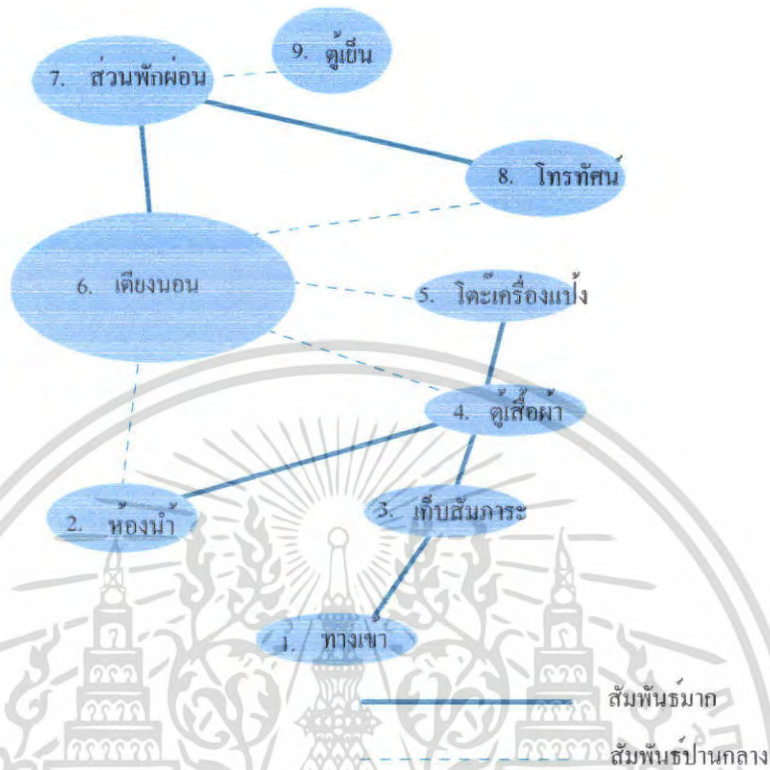 9. ตู้เย็น
7. ส่วนพักผ่อน
8. โทรทัศน์
6. เตียงนอน
5. โต๊ะเครื่องแป้ง
4. ตู้เสื้อผ้า
2. ห้องน้ำ
3. เก็บสัมภาระ
1. ทางเข้า
สัมพันธ์มาก
สัมพันธ์ปานกลาง